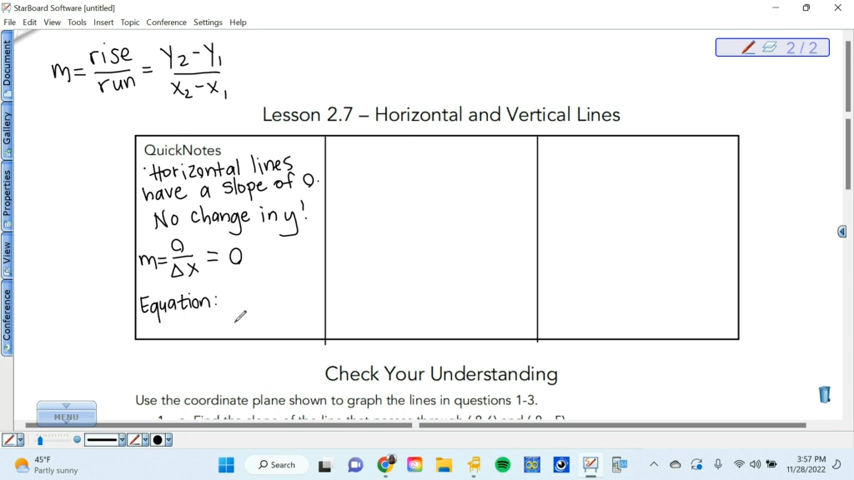 StarBoard Software [untitled]
File Edit View Tools Insert Topic Conference Settings Help
2/2
m = rise/run = y₂-y₁/x₂-x₁
Lesson 2.7 – Horizontal and Vertical Lines
QuickNotes
·Horizontal lines
have a slope of 0.
No change in y!
m = 0/Δx = 0
Equation:
Check Your Understanding
Use the coordinate plane shown to graph the lines in questions 1-3.
Document
Gallery
Properties
View
Conference
MENU
45°F
Partly sunny
Search
3:57 PM
11/28/2022